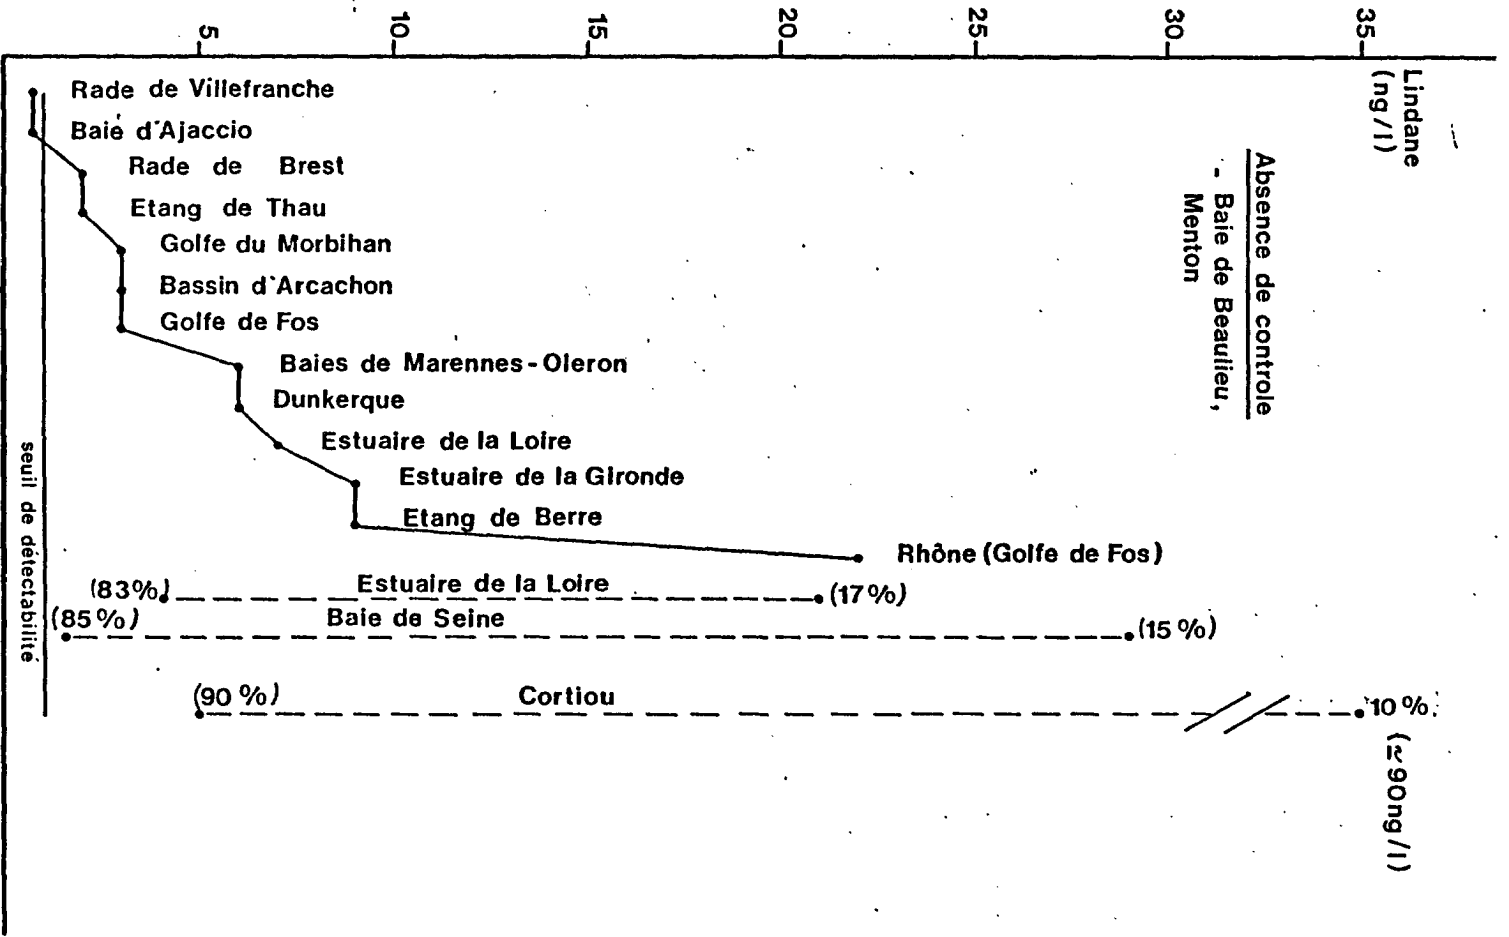 5
10
15
20
25
30
35
Lindane
(ng/l)
Absence de controle
- Baie de Beaulieu,
Menton
Rade de Villefranche
Baie d'Ajaccio
Rade de Brest
Etang de Thau
Golfe du Morbihan
Bassin d'Arcachon
Golfe de Fos
Baies de Marennes-Oleron
Dunkerque
Estuaire de la Loire
Estuaire de la Gironde
Etang de Berre
Rhône (Golfe de Fos)
(83%) Estuaire de la Loire (17%)
(85%) Baie de Seine (15%)
(90%) Cortiou 10%
(≃90ng/l)
seuil de détectabilité